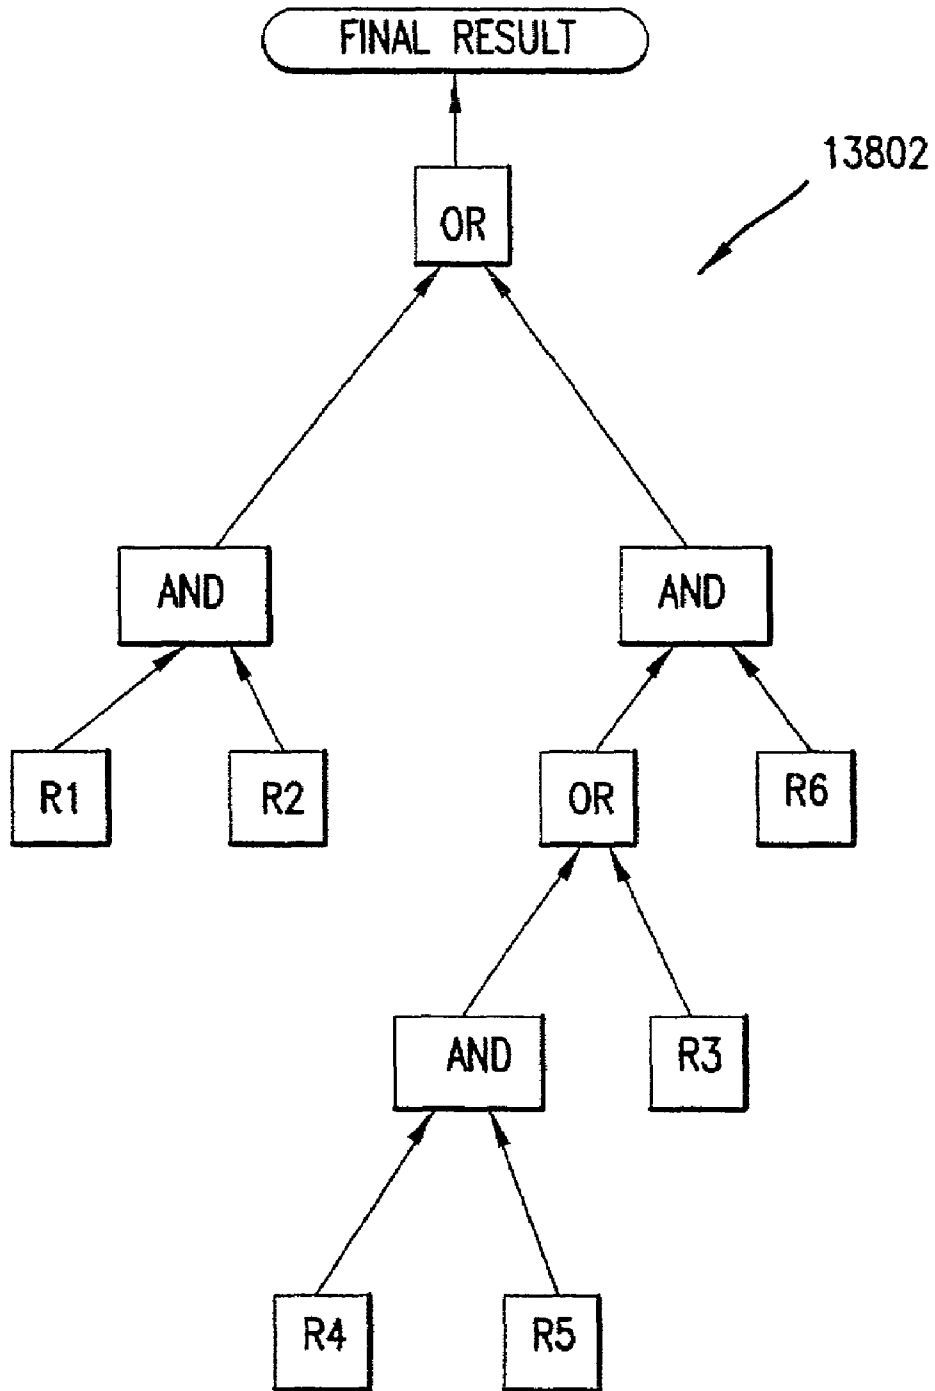 FINAL RESULT
13802
OR
AND
AND
R1
R2
OR
R6
AND
R3
R4
R5